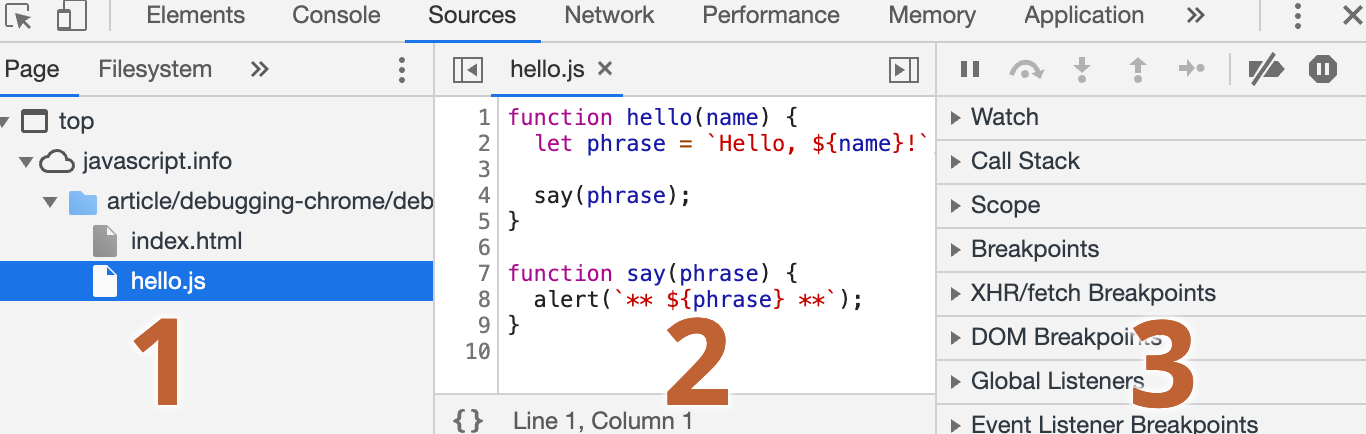 Elements Console Sources Network Performance Memory Application »
Page Filesystem »
top
javascript.info
article/debugging-chrome/deb
index.html
hello.js
1
hello.js ×
1 function hello(name) {
2   let phrase = `Hello, ${name}!`
3
4   say(phrase);
5 }
6
7 function say(phrase) {
8   alert(`** ${phrase} **`);
9 }
10
2
{} Line 1, Column 1
Watch
Call Stack
Scope
Breakpoints
XHR/fetch Breakpoints
DOM Breakpoints
Global Listeners
Event Listener Breakpoints
3